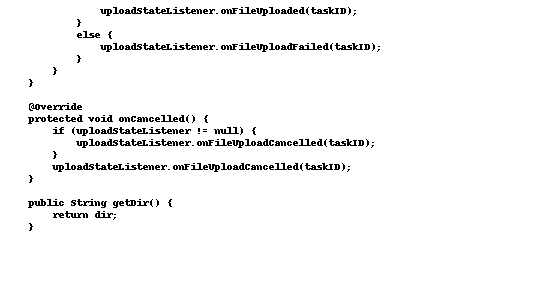 uploadStateListener.onFileUploaded(taskID);
        }
        else {
            uploadStateListener.onFileUploadFailed(taskID);
        }
    }
}

@Override
protected void onCancelled() {
    if (uploadStateListener != null) {
        uploadStateListener.onFileUploadCancelled(taskID);
    }
    uploadStateListener.onFileUploadCancelled(taskID);
}

public String getDir() {
    return dir;
}